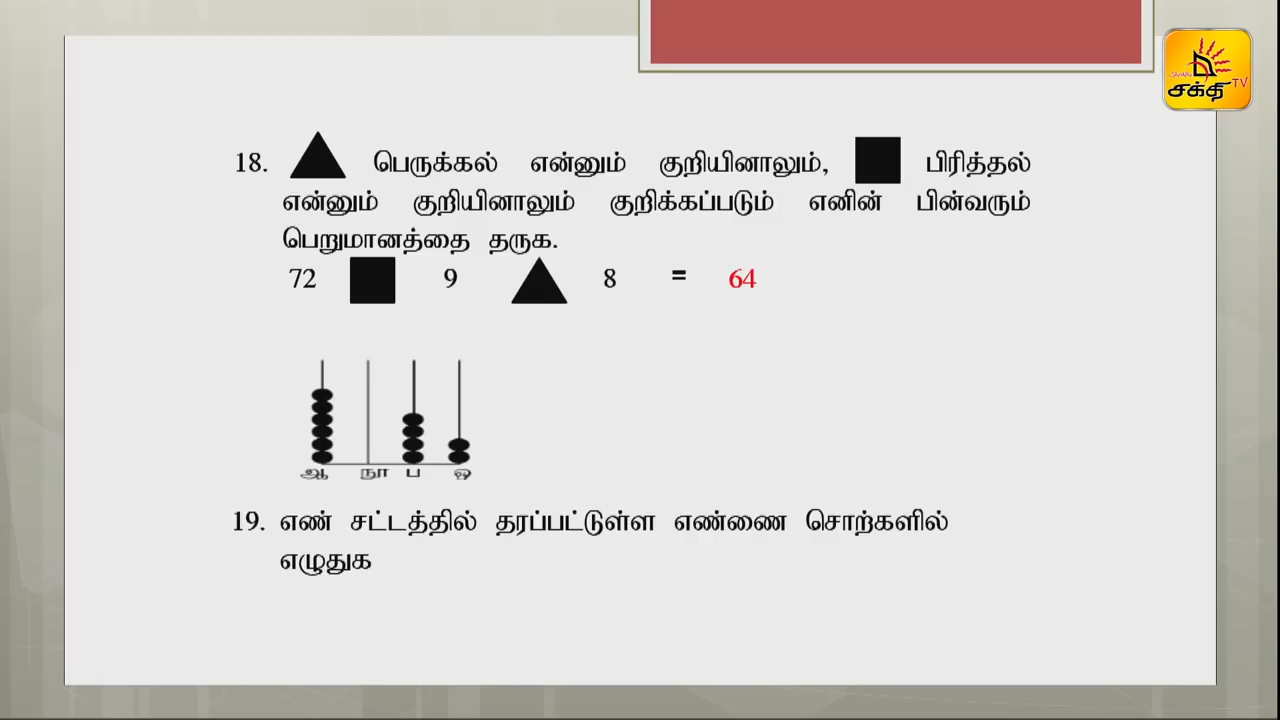 சக்தி TV
18. ▲ பெருக்கல் என்னும் குறியினாலும், ■ பிரித்தல்
என்னும் குறியினாலும் குறிக்கப்படும் எனின் பின்வரும்
பெறுமானத்தை தருக.
72 ■ 9 ▲ 8 = 64
ஆ நூ ப ஒ
19. எண் சட்டத்தில் தரப்பட்டுள்ள எண்ணை சொற்களில்
எழுதுக